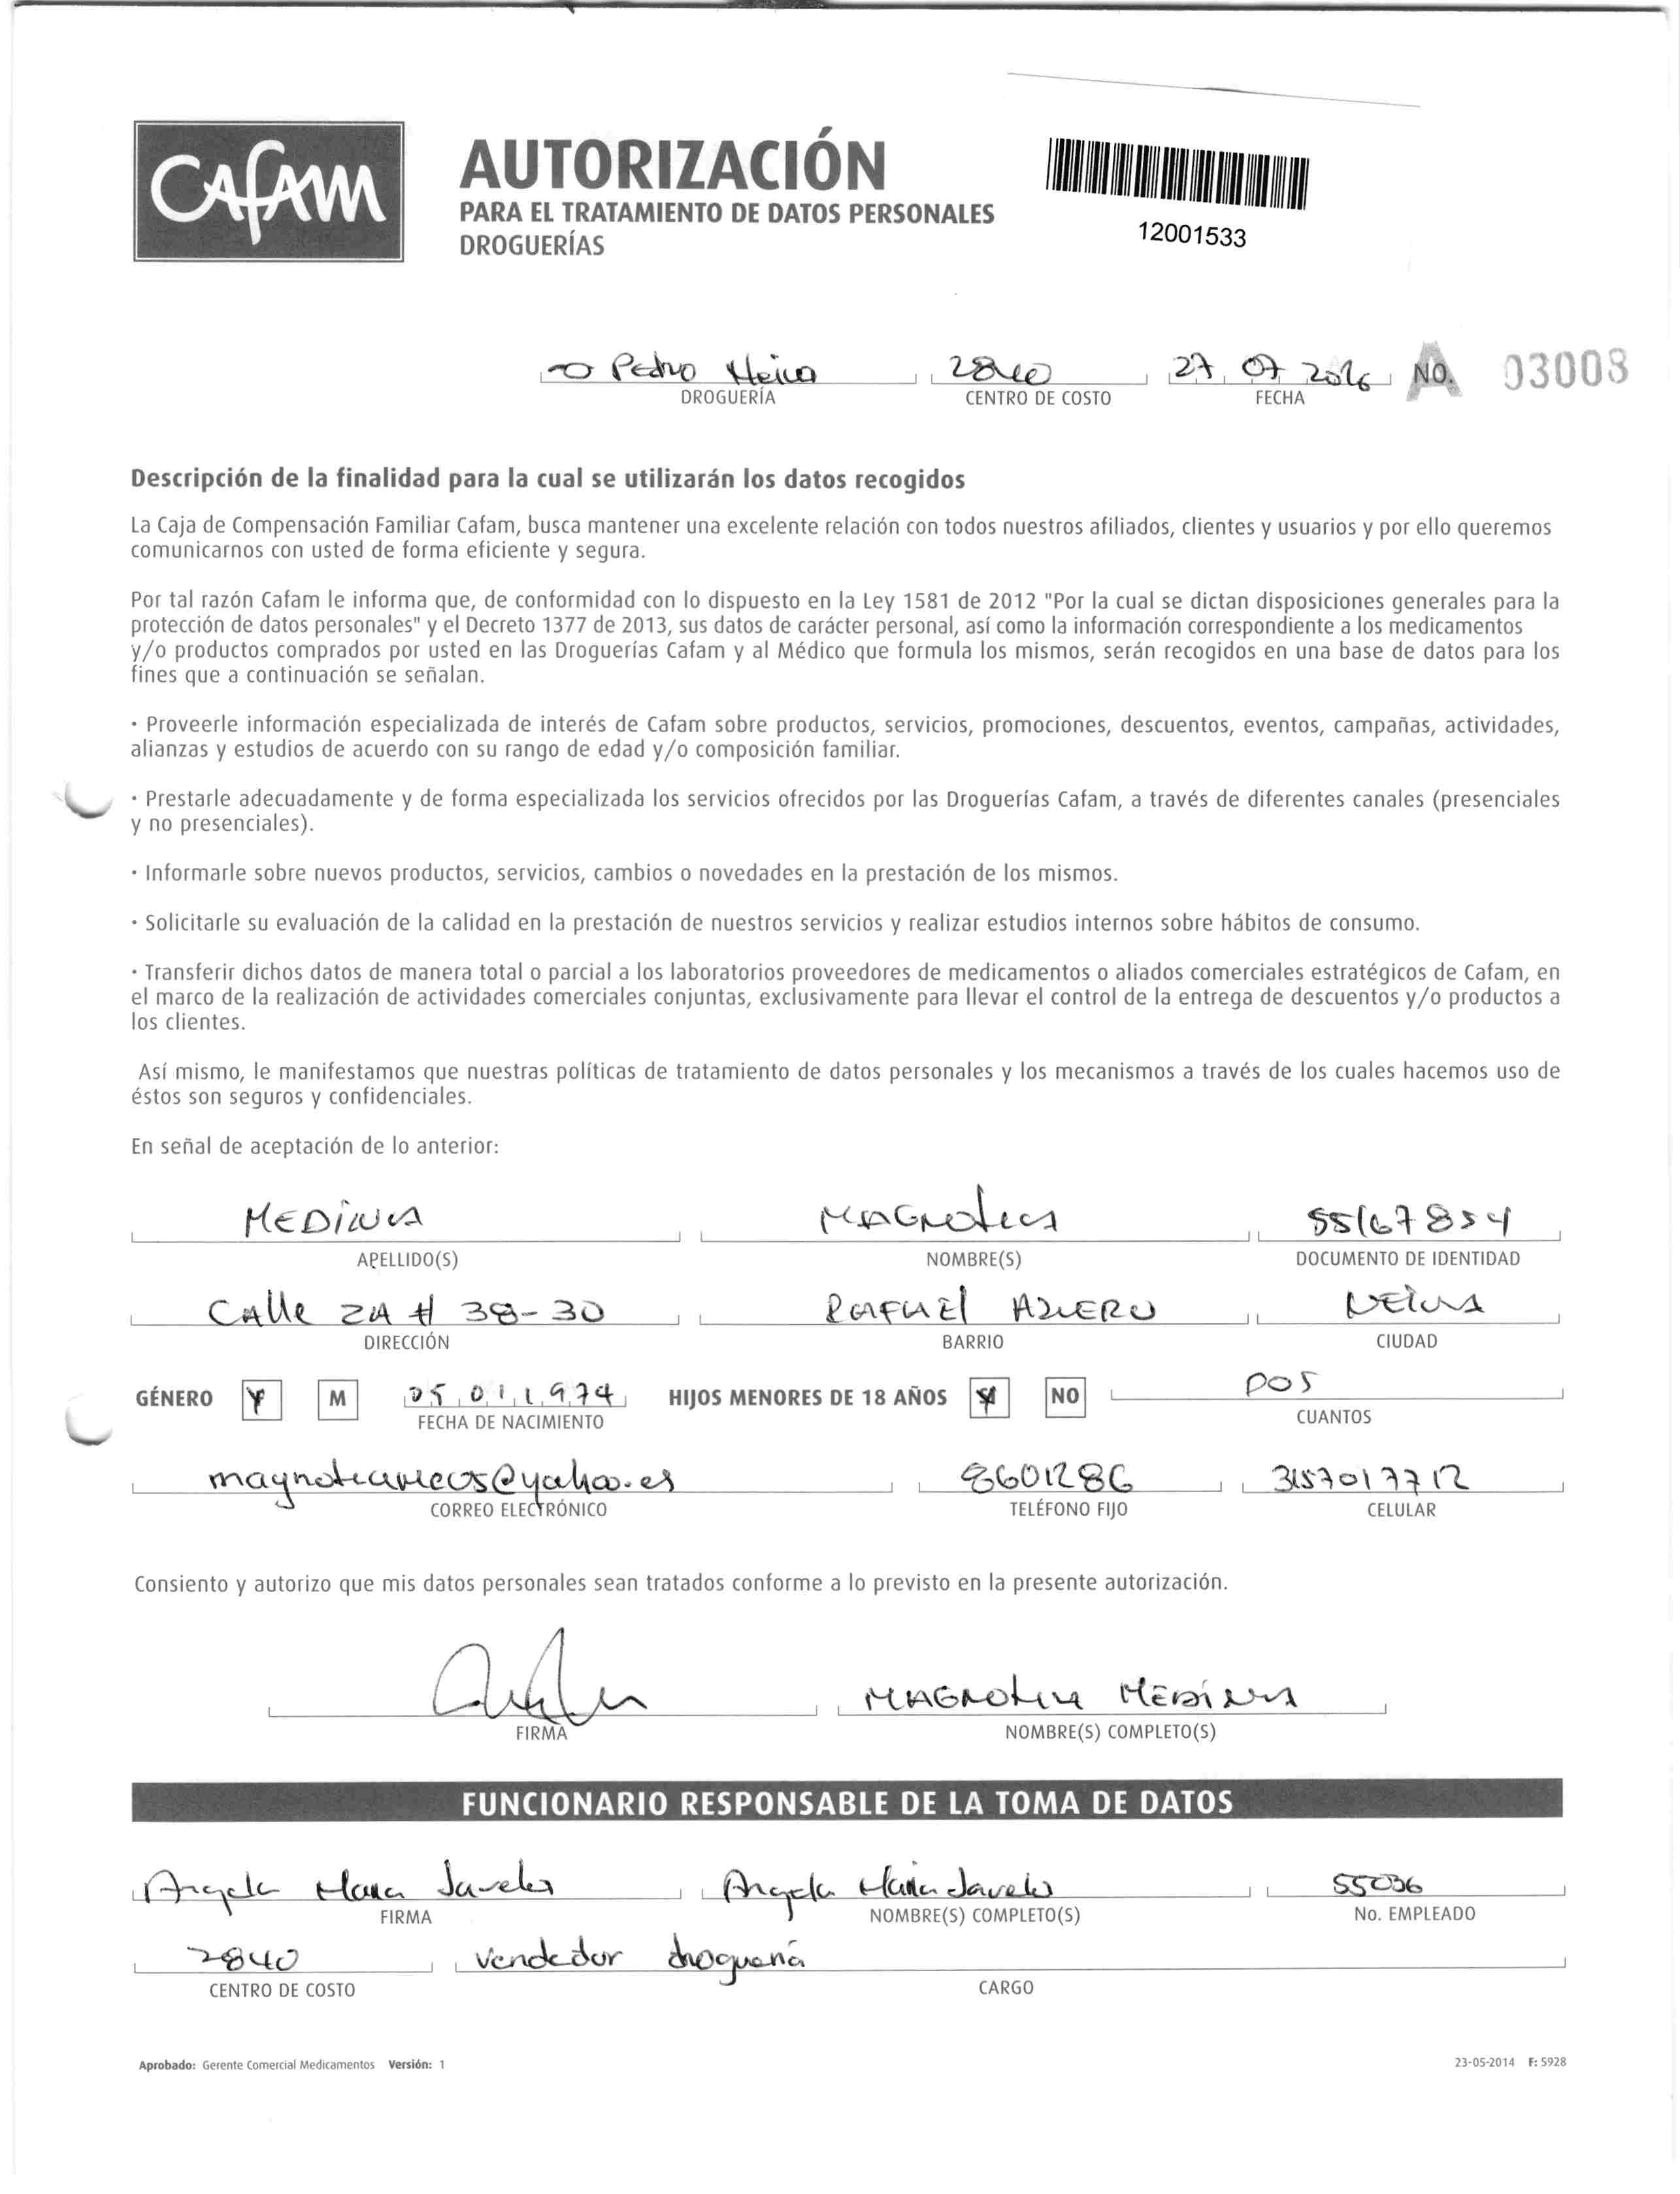 CAFAM
AUTORIZACIÓN
PARA EL TRATAMIENTO DE DATOS PERSONALES
DROGUERÍAS
12001533
Pedro Neiva 2840 27 07 2016 A NO. 03008
DROGUERÍA CENTRO DE COSTO FECHA
Descripción de la finalidad para la cual se utilizarán los datos recogidos
La Caja de Compensación Familiar Cafam, busca mantener una excelente relación con todos nuestros afiliados, clientes y usuarios y por ello queremos
comunicarnos con usted de forma eficiente y segura.
Por tal razón Cafam le informa que, de conformidad con lo dispuesto en la Ley 1581 de 2012 "Por la cual se dictan disposiciones generales para la
protección de datos personales" y el Decreto 1377 de 2013, sus datos de carácter personal, así como la información correspondiente a los medicamentos
y/o productos comprados por usted en las Droguerías Cafam y al Médico que formula los mismos, serán recogidos en una base de datos para los
fines que a continuación se señalan.
· Proveerle información especializada de interés de Cafam sobre productos, servicios, promociones, descuentos, eventos, campañas, actividades,
alianzas y estudios de acuerdo con su rango de edad y/o composición familiar.
· Prestarle adecuadamente y de forma especializada los servicios ofrecidos por las Droguerías Cafam, a través de diferentes canales (presenciales
y no presenciales).
· Informarle sobre nuevos productos, servicios, cambios o novedades en la prestación de los mismos.
· Solicitarle su evaluación de la calidad en la prestación de nuestros servicios y realizar estudios internos sobre hábitos de consumo.
· Transferir dichos datos de manera total o parcial a los laboratorios proveedores de medicamentos o aliados comerciales estratégicos de Cafam, en
el marco de la realización de actividades comerciales conjuntas, exclusivamente para llevar el control de la entrega de descuentos y/o productos a
los clientes.
Así mismo, le manifestamos que nuestras políticas de tratamiento de datos personales y los mecanismos a través de los cuales hacemos uso de
éstos son seguros y confidenciales.
En señal de aceptación de lo anterior:
MEDINA MAGNOLIA 55167854
APELLIDO(S) NOMBRE(S) DOCUMENTO DE IDENTIDAD
Calle 2A # 38-30 RAFAEL AZUERO NEIVA
DIRECCIÓN BARRIO CIUDAD
GÉNERO M 25 01 1974 HIJOS MENORES DE 18 AÑOS NO DOS
FECHA DE NACIMIENTO CUANTOS
8601286 3157017712
CORREO ELECTRÓNICO TELÉFONO FIJO CELULAR
Consiento y autorizo que mis datos personales sean tratados conforme a lo previsto en la presente autorización.
MAGNOLIA MEDINA
FIRMA NOMBRE(S) COMPLETO(S)
FUNCIONARIO RESPONSABLE DE LA TOMA DE DATOS
Angela Maria Angela Maria 55036
FIRMA NOMBRE(S) COMPLETO(S) No. EMPLEADO
2840 Vendedor droguería
CENTRO DE COSTO CARGO
Aprobado: Gerente Comercial Medicamentos Versión: 1 23-05-2014 F: 5928